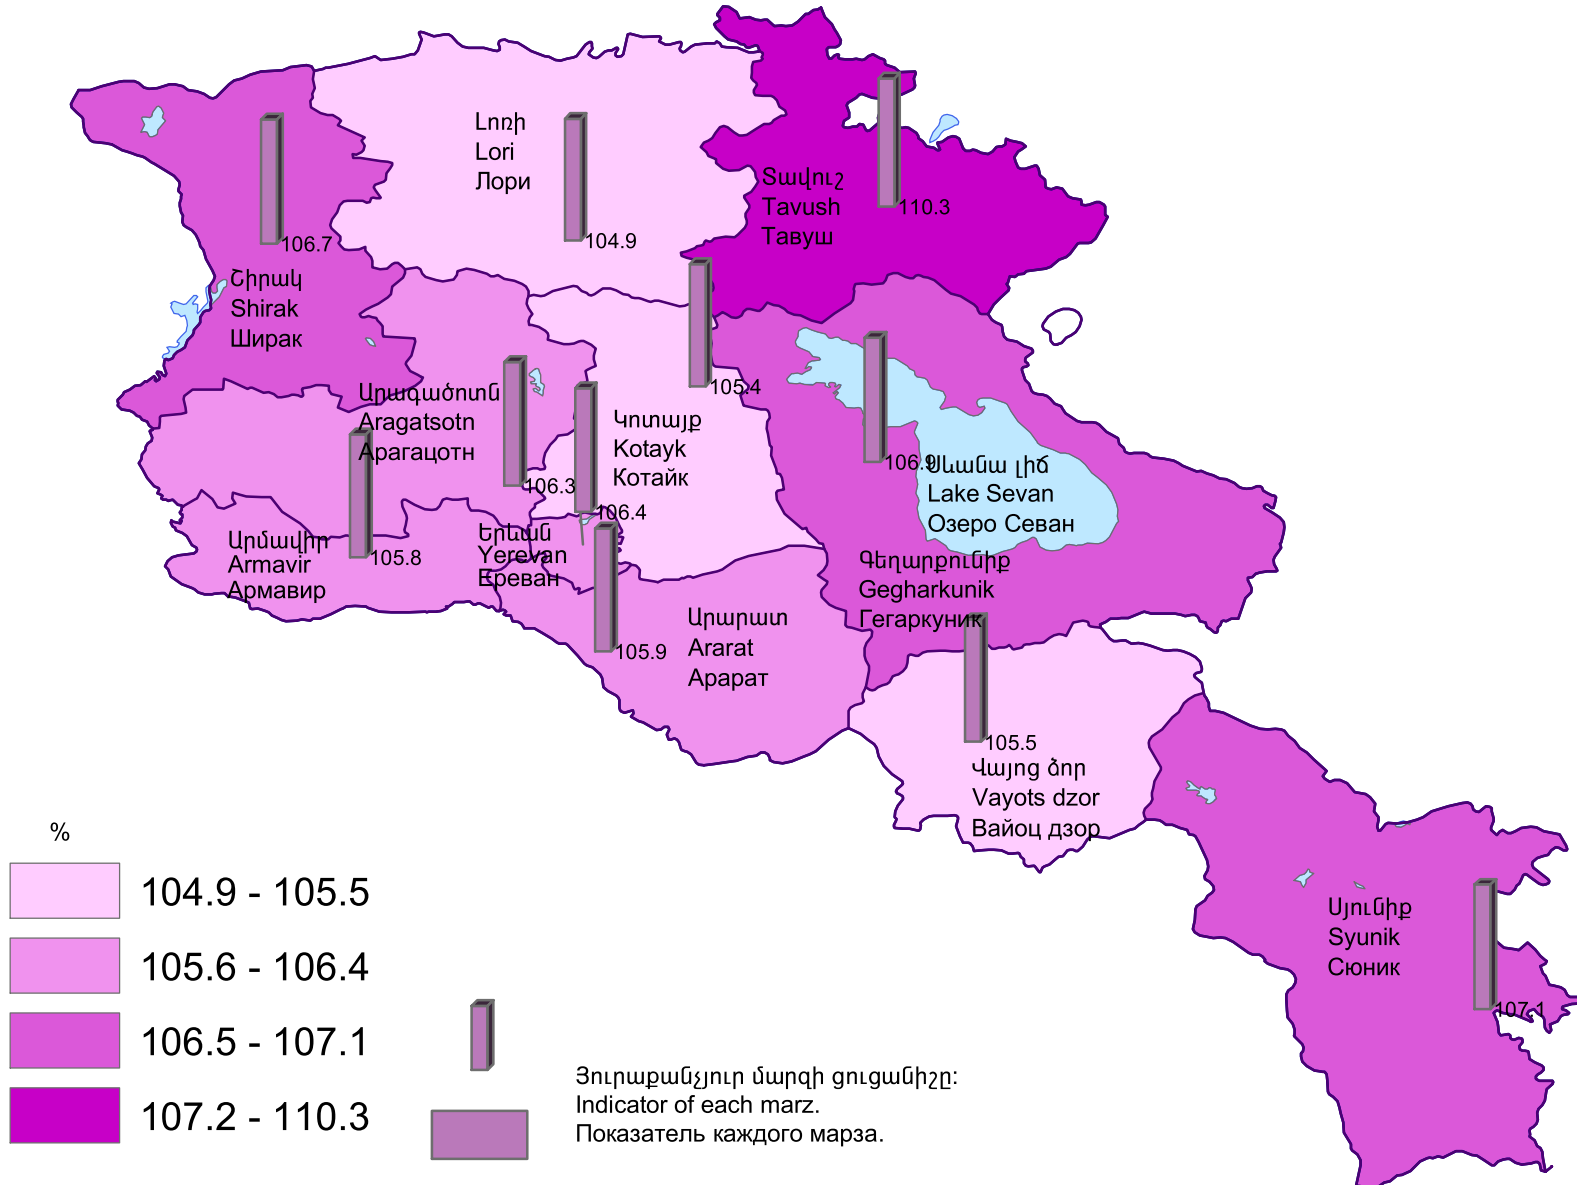 Լոռի
Lori
Лори
104.9
Տավուշ
Tavush
Тавуш
110.3
106.7
Շիրակ
Shirak
Ширак
105.4
Արագածոտն
Aragatsotn
Арагацотн
106.3
Կոտայք
Kotayk
Котайк
106.4
106.9
Սևանա լիճ
Lake Sevan
Озеро Севан
Արմավիր
Armavir
Армавир
105.8
Երևան
Yerevan
Ереван
105.9
Գեղարքունիք
Gegharkunik
Гегаркуник
Արարատ
Ararat
Арарат
105.5
Վայոց ձոր
Vayots dzor
Вайоц дзор
Սյունիք
Syunik
Сюник
107.1
%
104.9 - 105.5
105.6 - 106.4
106.5 - 107.1
107.2 - 110.3
Յուրաքանչյուր մարզի ցուցանիշը:
Indicator of each marz.
Показатель каждого марза.